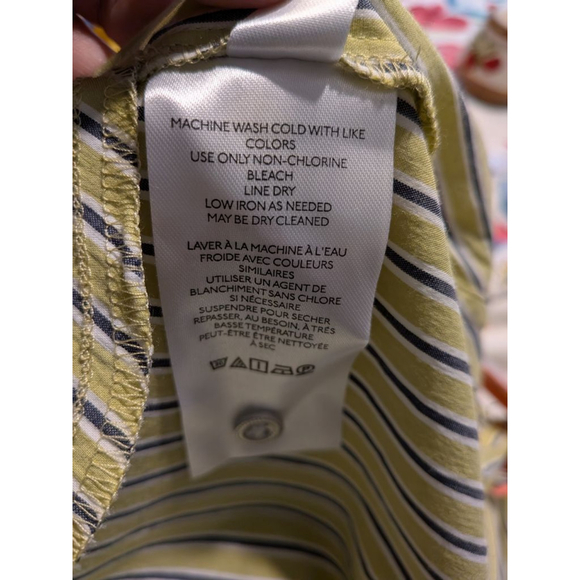 MACHINE WASH COLD WITH LIKE
COLORS
USE ONLY NON-CHLORINE
BLEACH
LINE DRY
LOW IRON AS NEEDED
MAY BE DRY CLEANED
LAVER À LA MACHINE À L'EAU
FROIDE AVEC COULEURS
SIMILAIRES
UTILISER UN AGENT DE
BLANCHIMENT SANS CHLORE
SI NÉCESSAIRE
SUSPENDRE POUR SECHER
REPASSER, AU BESOIN, À TRÈS
BASSE TEMPÉRATURE
PEUT-ÊTRE ÊTRE NETTOYÉE
À SEC